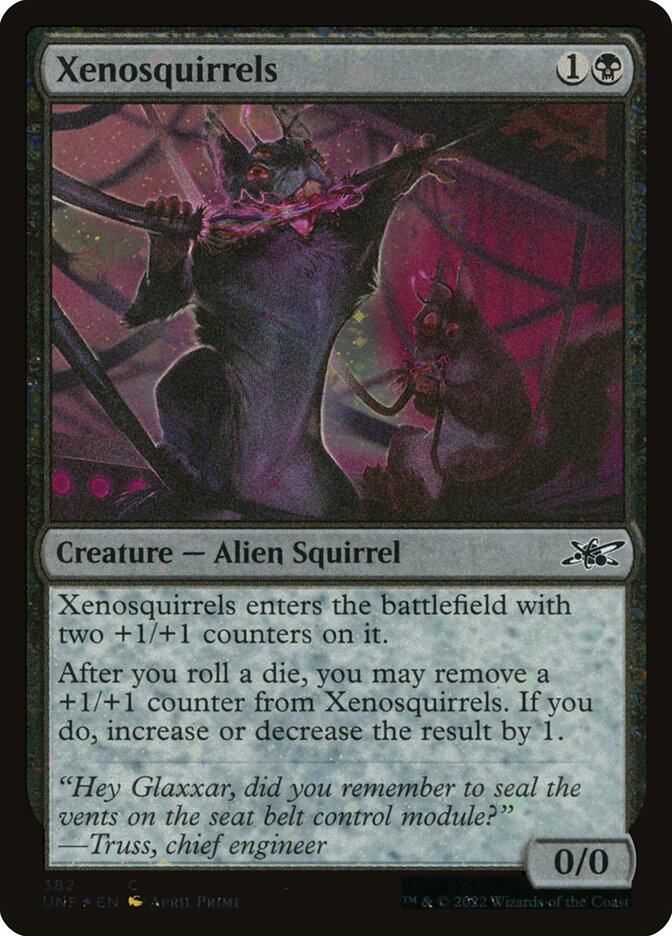 Xenosquirrels
1
Creature — Alien Squirrel
Xenosquirrels enters the battlefield with
two +1/+1 counters on it.
After you roll a die, you may remove a
+1/+1 counter from Xenosquirrels. If you
do, increase or decrease the result by 1.
“Hey Glaxxar, did you remember to seal the
vents on the seat belt control module?”
—Truss, chief engineer
0/0
382 C
UNF★EN April Prime
™ & © 2022 Wizards of the Coast